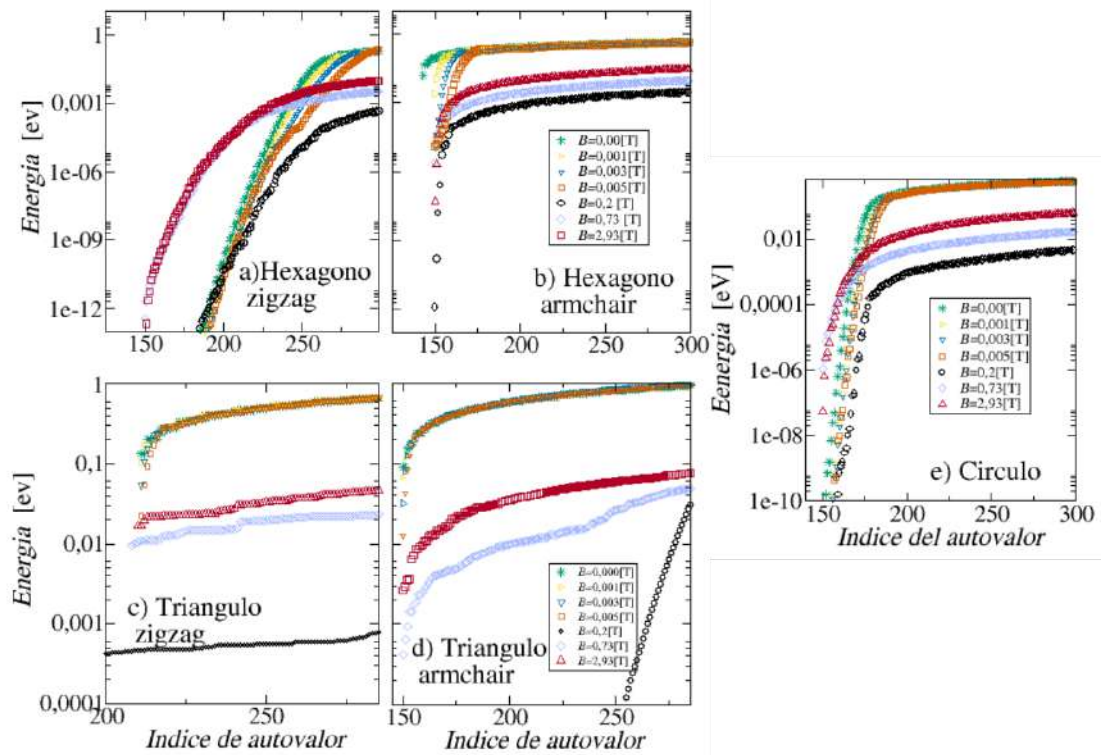 Energia [ev]
1
0,001
1e-06
1e-09
1e-12
a)Hexagono
zigzag
150
200
250
B=0,00[T]
B=0,001[T]
B=0,003[T]
B=0,005[T]
B=0,2 [T]
B=0,73 [T]
B=2,93[T]
b) Hexagono
armchair
150
200
250
300
Energia [ev]
1
0,1
0,01
0,001
0,0001
c) Triangulo
zigzag
200
250
Indice de autovalor
B=0,000[T]
B=0,001[T]
B=0,003[T]
B=0,005[T]
B=0,2[T]
B=0,73[T]
B=2,93[T]
d) Triangulo
armchair
150
200
250
Indice de autovalor
Eenergia [eV]
0,01
0,0001
1e-06
1e-08
1e-10
B=0,00[T]
B=0,001[T]
B=0,003[T]
B=0,005[T]
B=0,2[T]
B=0,73[T]
B=2,93[T]
e) Circulo
150
200
250
300
Indice del autovalor